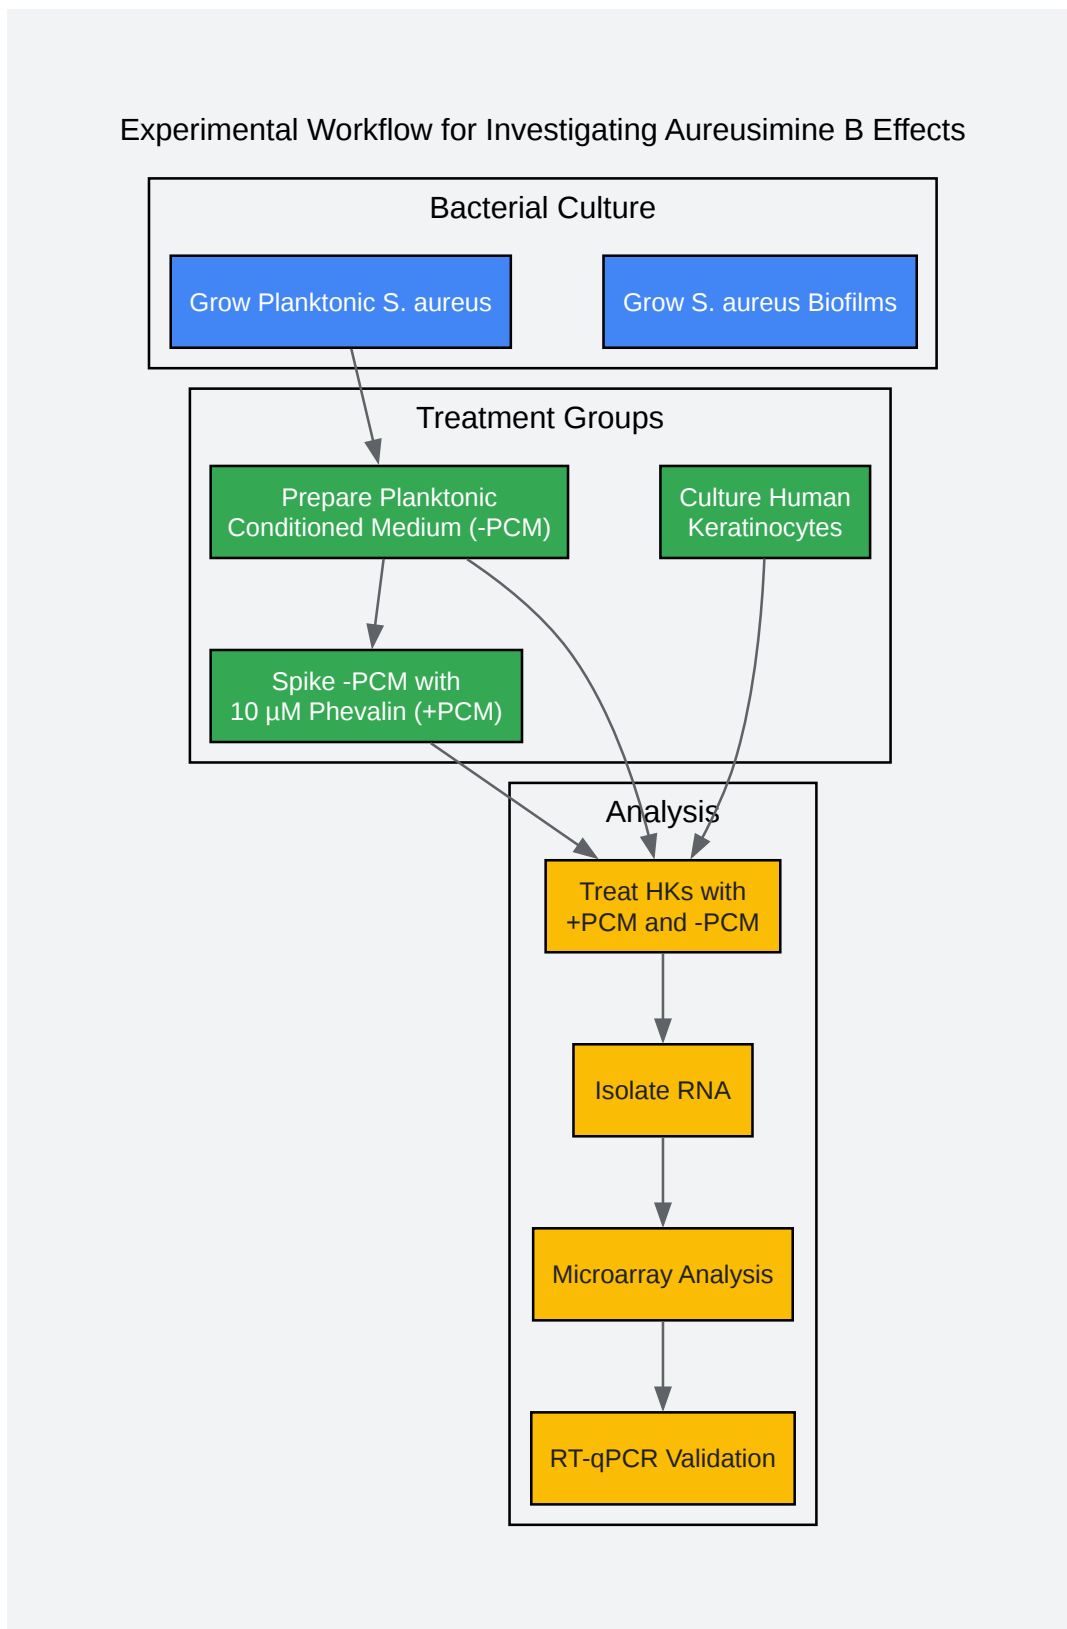 Experimental Workflow for Investigating Aureusimine B Effects
Bacterial Culture
Grow Planktonic S. aureus
Grow S. aureus Biofilms
Treatment Groups
Prepare Planktonic
Conditioned Medium (-PCM)
Culture Human
Keratinocytes
Spike -PCM with
10 µM Phevalin (+PCM)
Analysis
Treat HKs with
+PCM and -PCM
Isolate RNA
Microarray Analysis
RT-qPCR Validation